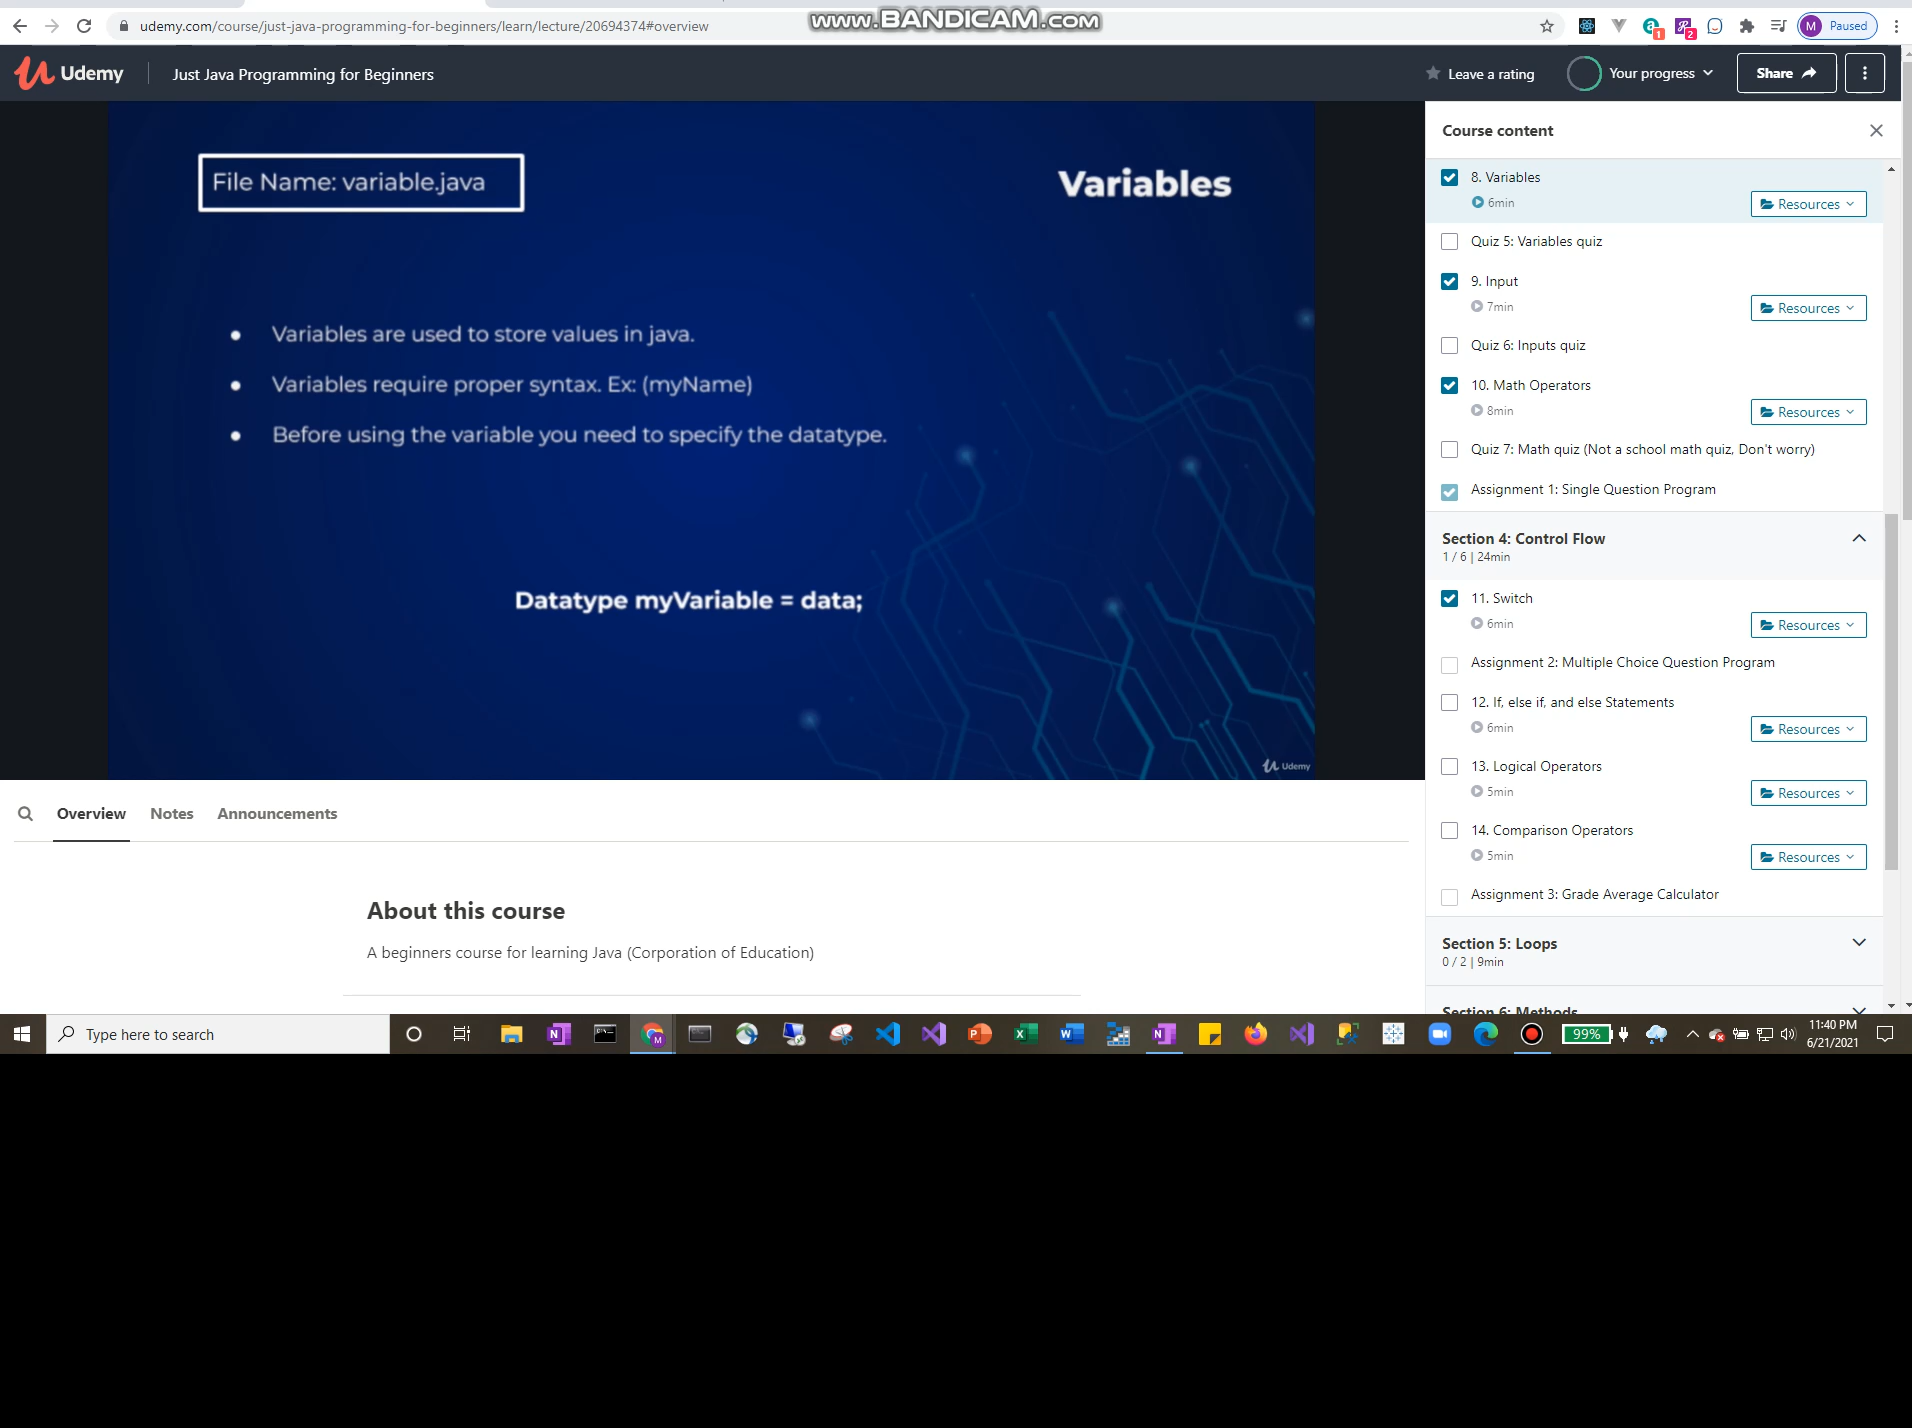 udemy.com/course/just-java-programming-for-beginners/learn/lecture/20694374#overview
www.BANDICAM.com
1
2
M Paused
Udemy
Just Java Programming for Beginners
Leave a rating
Your progress
Share
File Name: variable.java
Variables
Variables are used to store values in java.
Variables require proper syntax. Ex: (myName)
Before using the variable you need to specify the datatype.
Datatype myVariable = data;
Udemy
Course content
8. Variables
6min
Resources
Quiz 5: Variables quiz
9. Input
7min
Resources
Quiz 6: Inputs quiz
10. Math Operators
8min
Resources
Quiz 7: Math quiz (Not a school math quiz, Don't worry)
Assignment 1: Single Question Program
Section 4: Control Flow
1 / 6 | 24min
11. Switch
6min
Resources
Assignment 2: Multiple Choice Question Program
12. If, else if, and else Statements
6min
Resources
13. Logical Operators
5min
Resources
14. Comparison Operators
5min
Resources
Assignment 3: Grade Average Calculator
Section 5: Loops
0 / 2 | 9min
Section 6: Methods
Overview
Notes
Announcements
About this course
A beginners course for learning Java (Corporation of Education)
Type here to search
99%
11:40 PM
6/21/2021